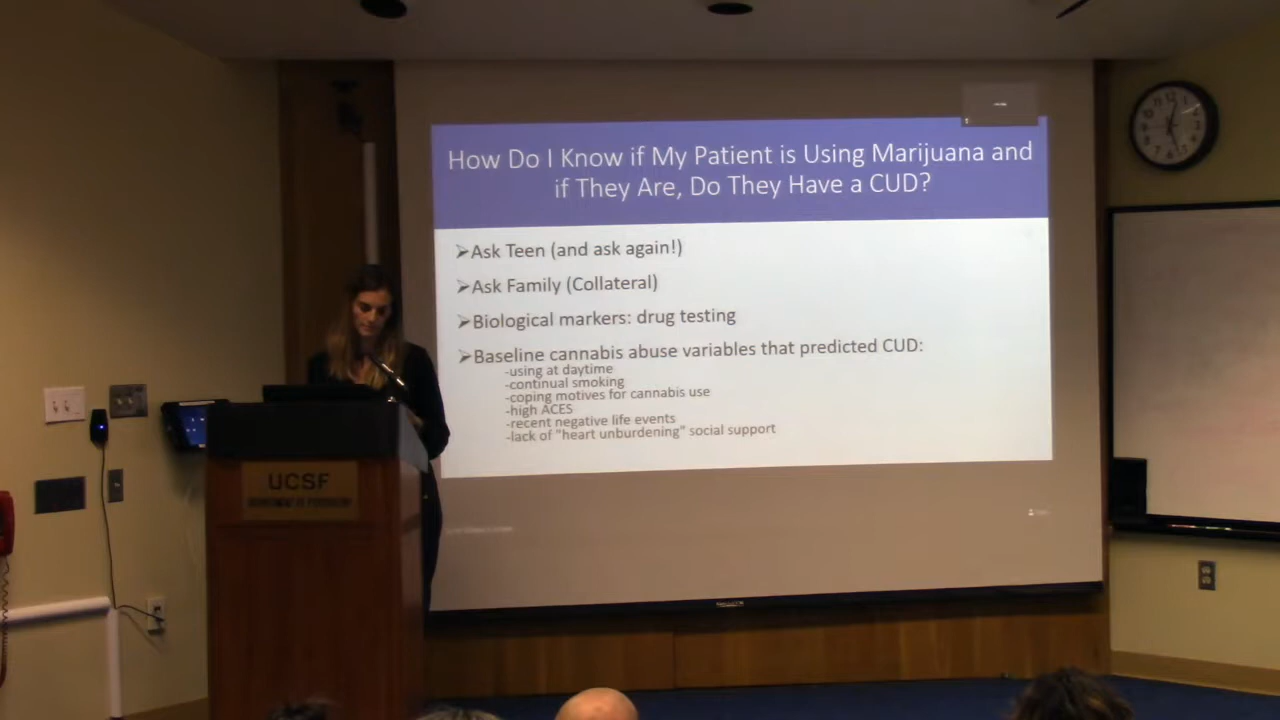 How Do I Know if My Patient is Using Marijuana and
if They Are, Do They Have a CUD?
➢Ask Teen (and ask again!)
➢Ask Family (Collateral)
➢Biological markers: drug testing
➢Baseline cannabis abuse variables that predicted CUD:
-using at daytime
-continual smoking
-coping motives for cannabis use
-high ACES
-recent negative life events
-lack of "heart unburdening" social support
UCSF